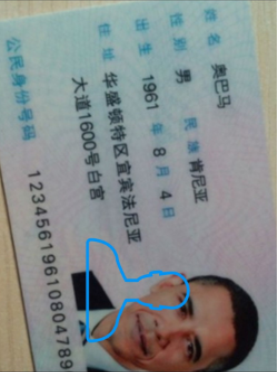 姓名 奥巴马
性别 男 民族 肯尼亚
出生 1961 年 8 月 4 日
住址 华盛顿特区宜宾法尼亚
大道1600号白宫
公民身份号码 12345619610804789